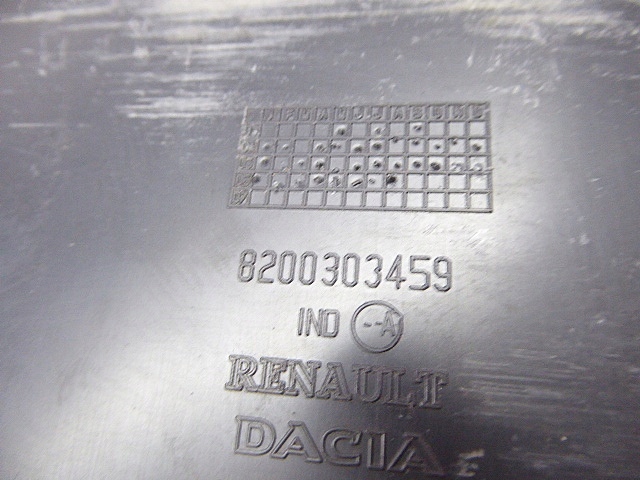 J F M A M J J A S O N D
8200303459
IND --A
RENAULT
DACIA